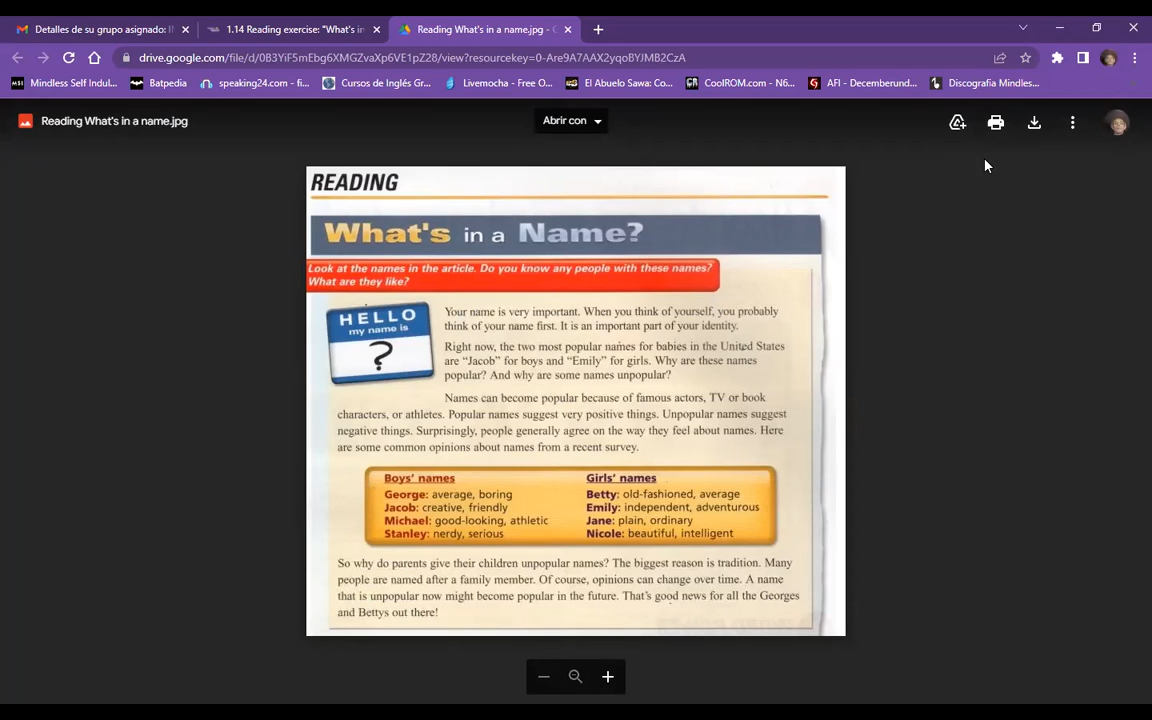 Detalles de su grupo asignado: I
1.14 Reading exercise: "What's in
Reading What's in a name.jpg -
drive.google.com/file/d/0B3YiF5mEbg6XMGZvaXp6VE1pZ28/view?resourcekey=0-Are9A7AAX2yqoBYJMB2CzA
Mindless Self Indul...
Batpedia
speaking24.com - fi...
Cursos de Inglés Gr...
Livemocha - Free O...
El Abuelo Sawa: Co...
CoolROM.com - N6...
AFI - Decemberund...
Discografia Mindles...
Reading What's in a name.jpg
Abrir con
READING
What's in a Name?
Look at the names in the article. Do you know any people with these names?
What are they like?
HELLO
my name is
?
Your name is very important. When you think of yourself, you probably
think of your name first. It is an important part of your identity.
Right now, the two most popular names for babies in the United States
are “Jacob” for boys and “Emily” for girls. Why are these names
popular? And why are some names unpopular?
Names can become popular because of famous actors, TV or book
characters, or athletes. Popular names suggest very positive things. Unpopular names suggest
negative things. Surprisingly, people generally agree on the way they feel about names. Here
are some common opinions about names from a recent survey.
Boys' names
George: average, boring
Jacob: creative, friendly
Michael: good-looking, athletic
Stanley: nerdy, serious
Girls' names
Betty: old-fashioned, average
Emily: independent, adventurous
Jane: plain, ordinary
Nicole: beautiful, intelligent
So why do parents give their children unpopular names? The biggest reason is tradition. Many
people are named after a family member. Of course, opinions can change over time. A name
that is unpopular now might become popular in the future. That's good news for all the Georges
and Bettys out there!